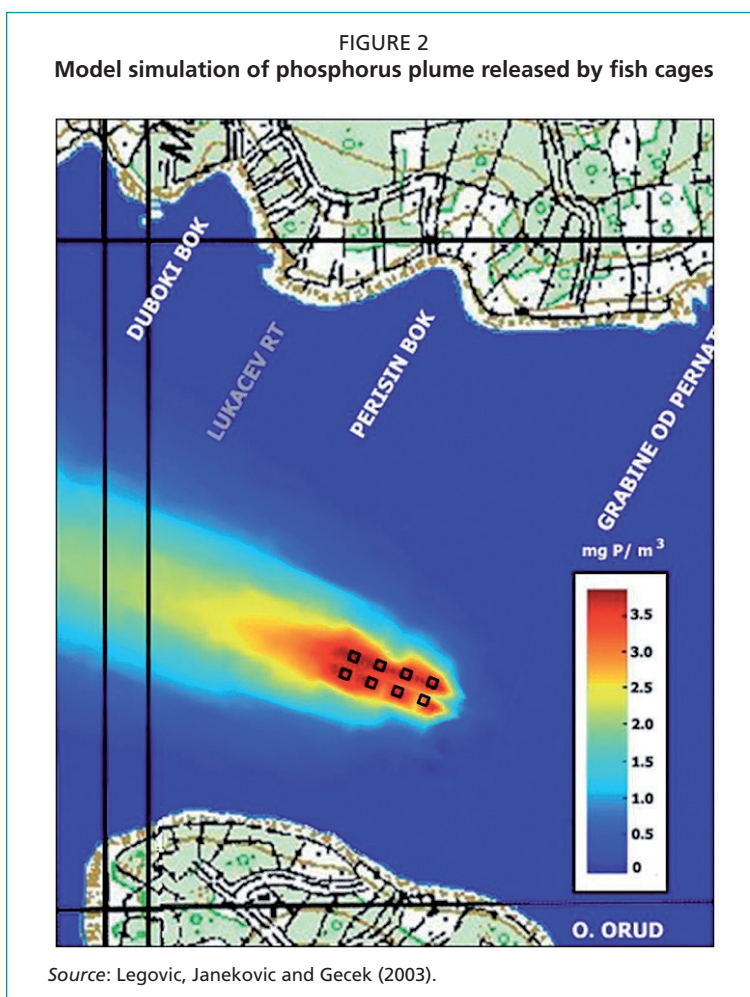 FIGURE 2
Model simulation of phosphorus plume released by fish cages
DUBOKI BOK
LUKACEV RT
PERISIN BOK
GRABINE OD PERNAT
mg P/ m³
3.5
3.0
2.5
2.0
1.5
1.0
0.5
0
O. ORUD
Source: Legovic, Janekovic and Gecek (2003).